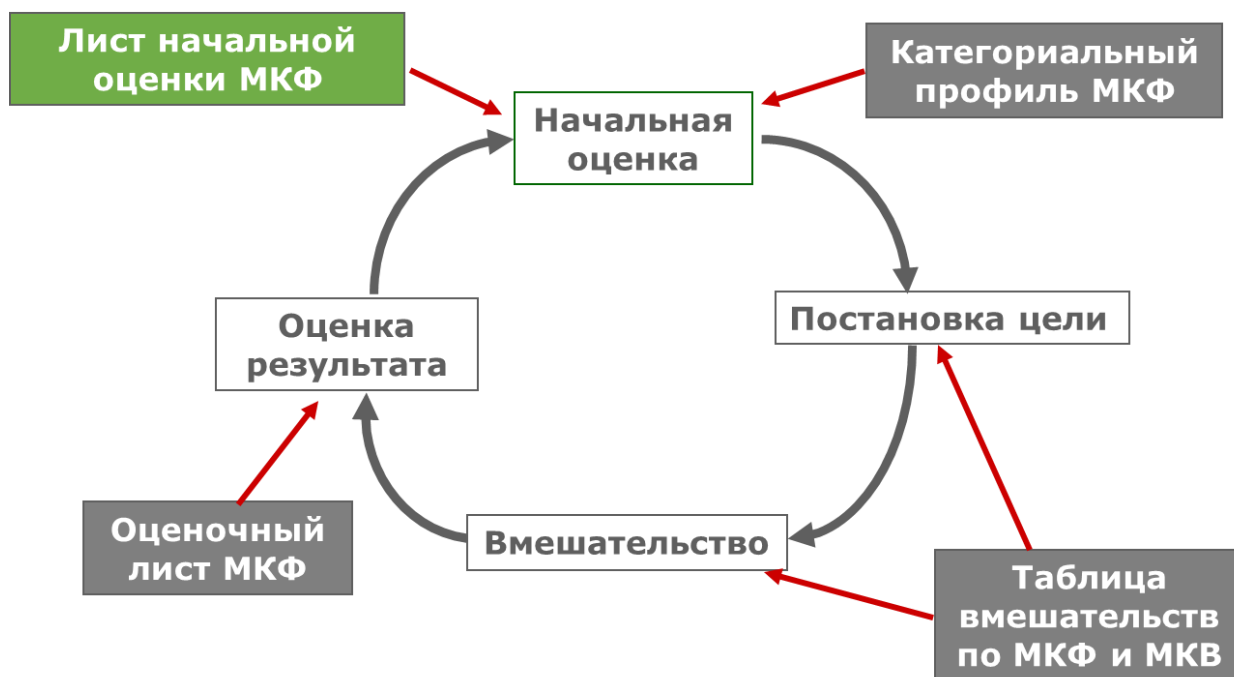 Лист начальной
оценки МКФ
Категориальный
профиль МКФ
Начальная
оценка
Постановка цели
Оценка
результата
Вмешательство
Оценочный
лист МКФ
Таблица
вмешательств
по МКФ и МКВ